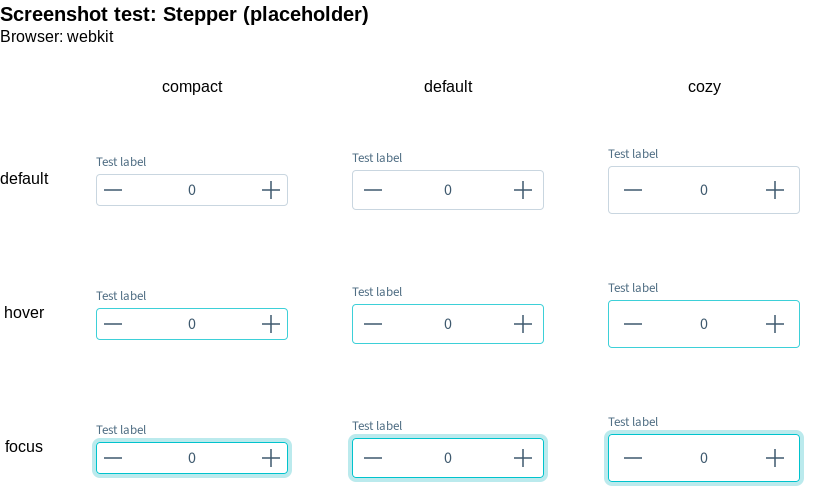 Screenshot test: Stepper (placeholder)
Browser: webkit
compact default cozy
default
Test label Test label Test label
0 0 0
hover
Test label Test label Test label
0 0 0
focus
Test label Test label Test label
0 0 0